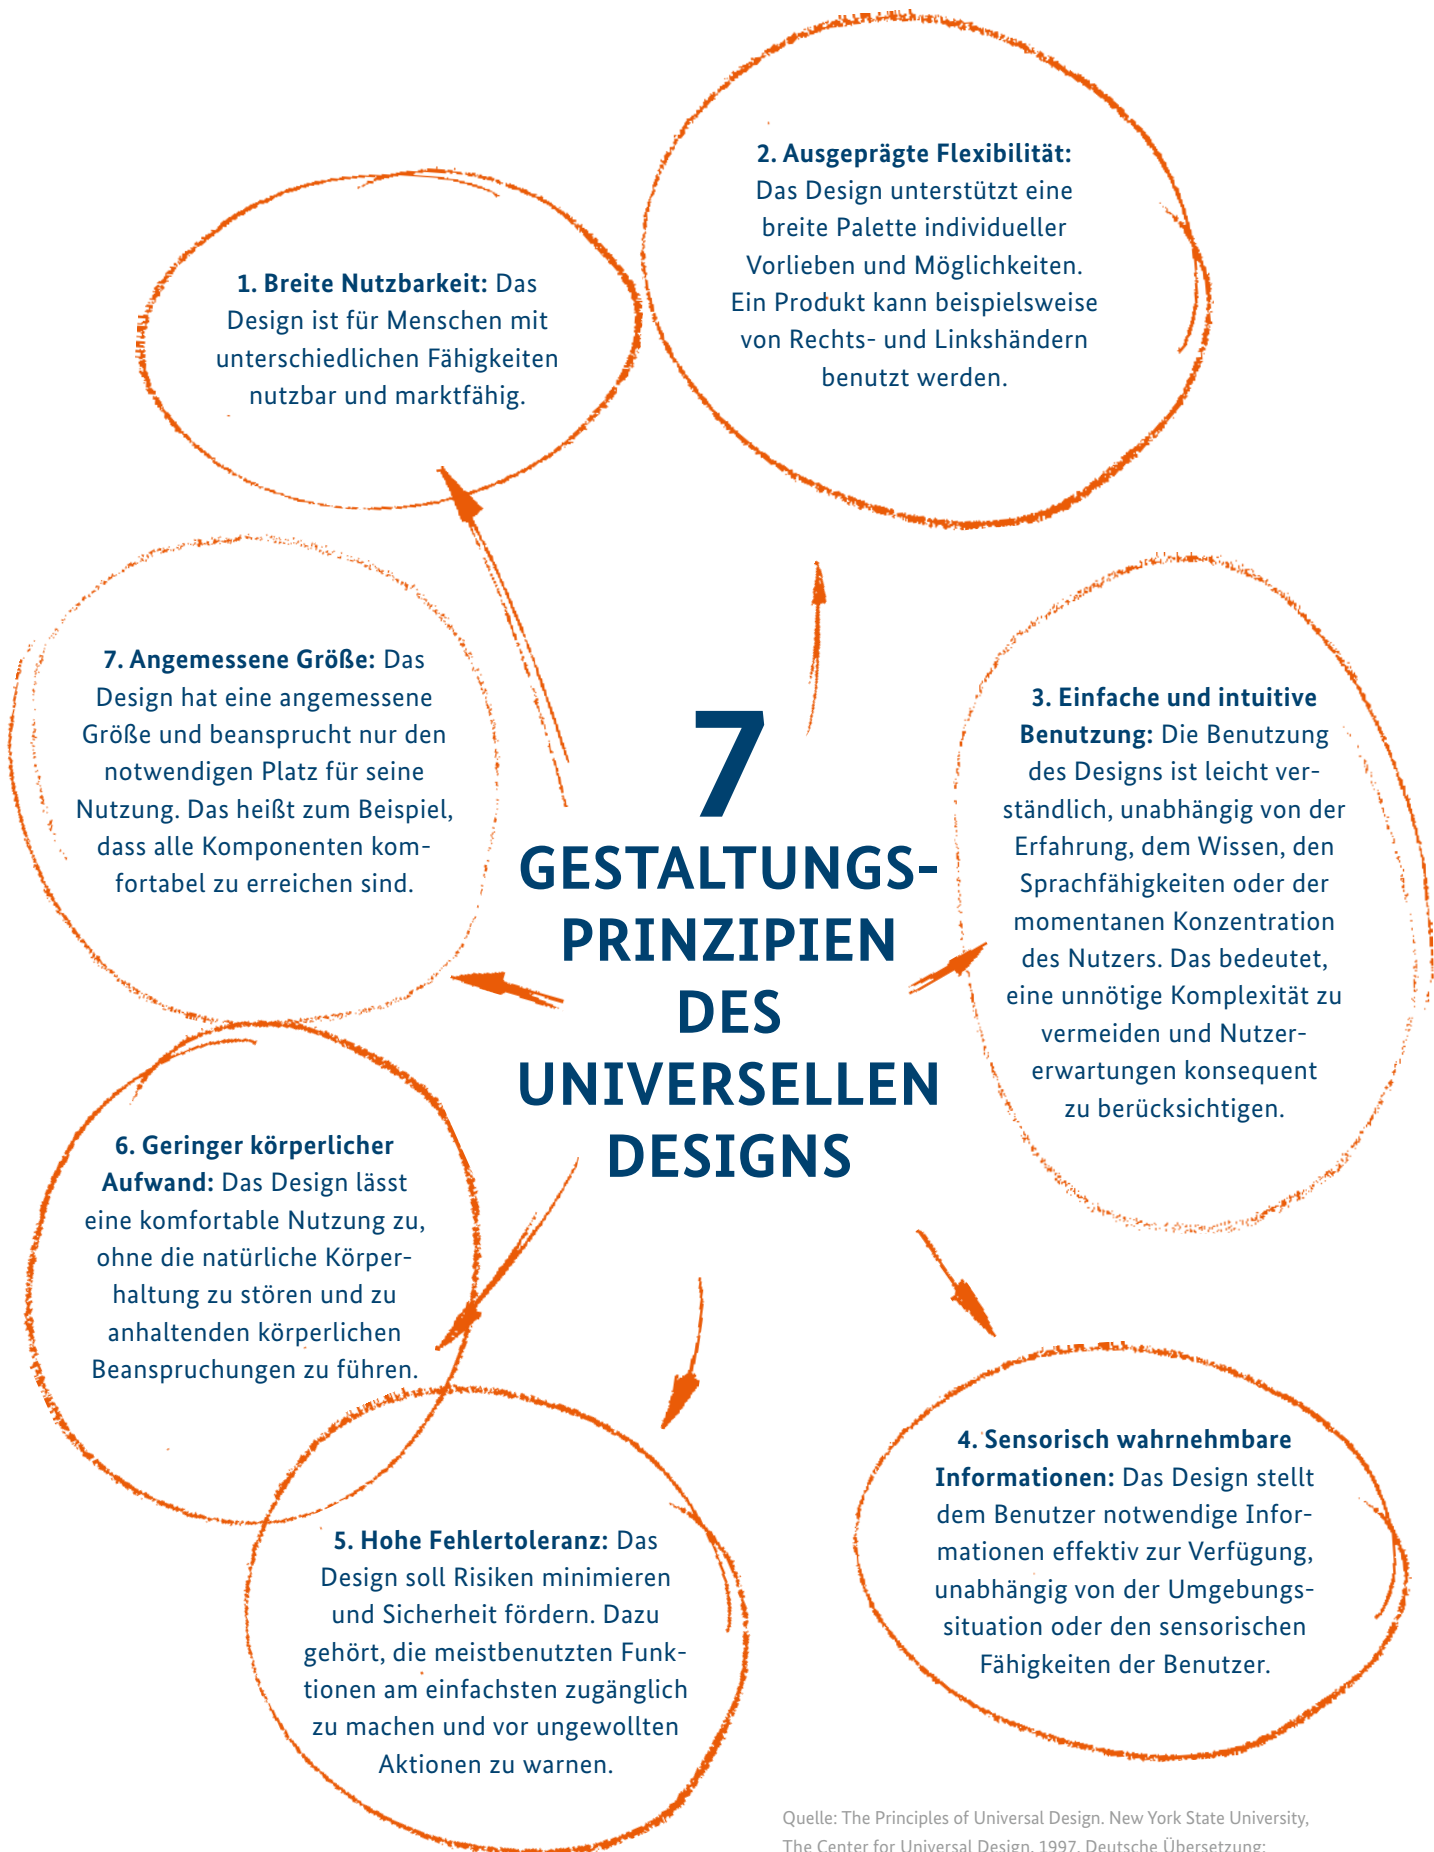 7
GESTALTUNGS-
PRINZIPIEN
DES
UNIVERSELLEN
DESIGNS
1. Breite Nutzbarkeit: Das
Design ist für Menschen mit
unterschiedlichen Fähigkeiten
nutzbar und marktfähig.
2. Ausgeprägte Flexibilität:
Das Design unterstützt eine
breite Palette individueller
Vorlieben und Möglichkeiten.
Ein Produkt kann beispielsweise
von Rechts- und Linkshändern
benutzt werden.
3. Einfache und intuitive
Benutzung: Die Benutzung
des Designs ist leicht ver-
ständlich, unabhängig von der
Erfahrung, dem Wissen, den
Sprachfähigkeiten oder der
momentanen Konzentration
des Nutzers. Das bedeutet,
eine unnötige Komplexität zu
vermeiden und Nutzer-
erwartungen konsequent
zu berücksichtigen.
4. Sensorisch wahrnehmbare
Informationen: Das Design stellt
dem Benutzer notwendige Infor-
mationen effektiv zur Verfügung,
unabhängig von der Umgebungs-
situation oder den sensorischen
Fähigkeiten der Benutzer.
5. Hohe Fehlertoleranz: Das
Design soll Risiken minimieren
und Sicherheit fördern. Dazu
gehört, die meistbenutzten Funk-
tionen am einfachsten zugänglich
zu machen und vor ungewollten
Aktionen zu warnen.
6. Geringer körperlicher
Aufwand: Das Design lässt
eine komfortable Nutzung zu,
ohne die natürliche Körper-
haltung zu stören und zu
anhaltenden körperlichen
Beanspruchungen zu führen.
7. Angemessene Größe: Das
Design hat eine angemessene
Größe und beansprucht nur den
notwendigen Platz für seine
Nutzung. Das heißt zum Beispiel,
dass alle Komponenten kom-
fortabel zu erreichen sind.
Quelle: The Principles of Universal Design. New York State University,
The Center for Universal Design, 1997. Deutsche Übersetzung: